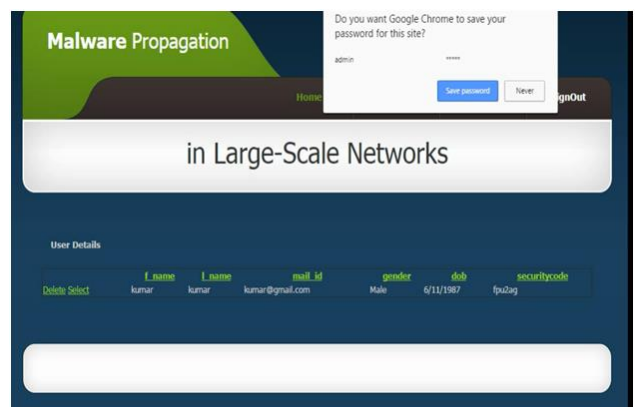 Do you want Google Chrome to save your
password for this site?
admin *****
Save password Never
Malware Propagation
Home
gnOut
in Large-Scale Networks
User Details
f_name l_name mail_id gender dob securitycode
Delete Select kumar kumar kumar@gmail.com Male 6/11/1987 fpu2ag